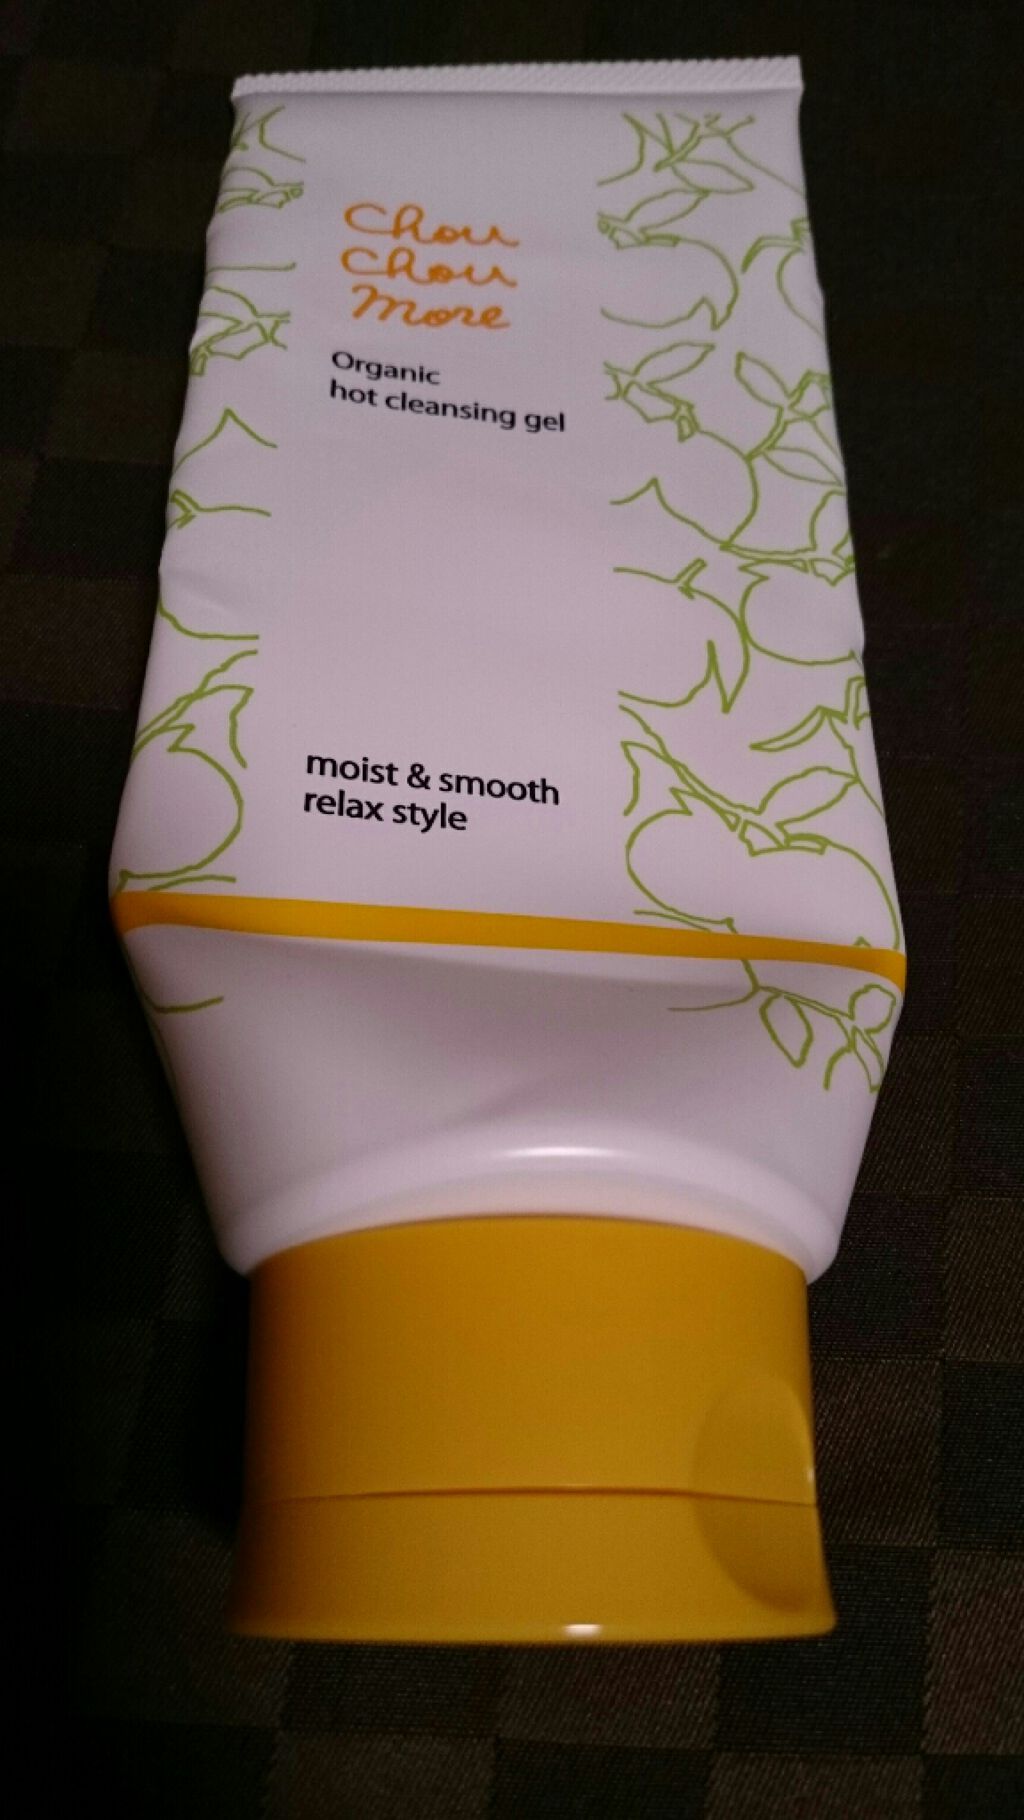 Chou
Chou
more
Organic
hot cleansing gel
moist & smooth
relax style